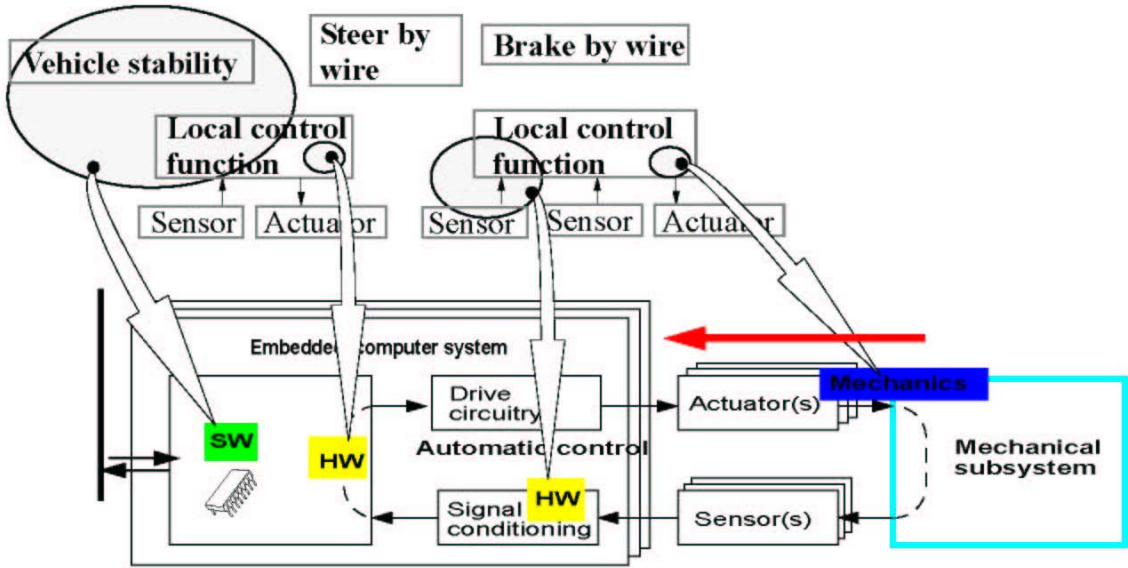 Vehicle stability
Steer by
wire
Brake by wire
Local control
function
Local control
function
Sensor
Actuator
Sensor
Sensor
Actuator
Embedded computer system
Mechanics
Drive
circuitry
Actuator(s)
SW
HW
Automatic control
Mechanical
subsystem
HW
Signal
conditioning
Sensor(s)